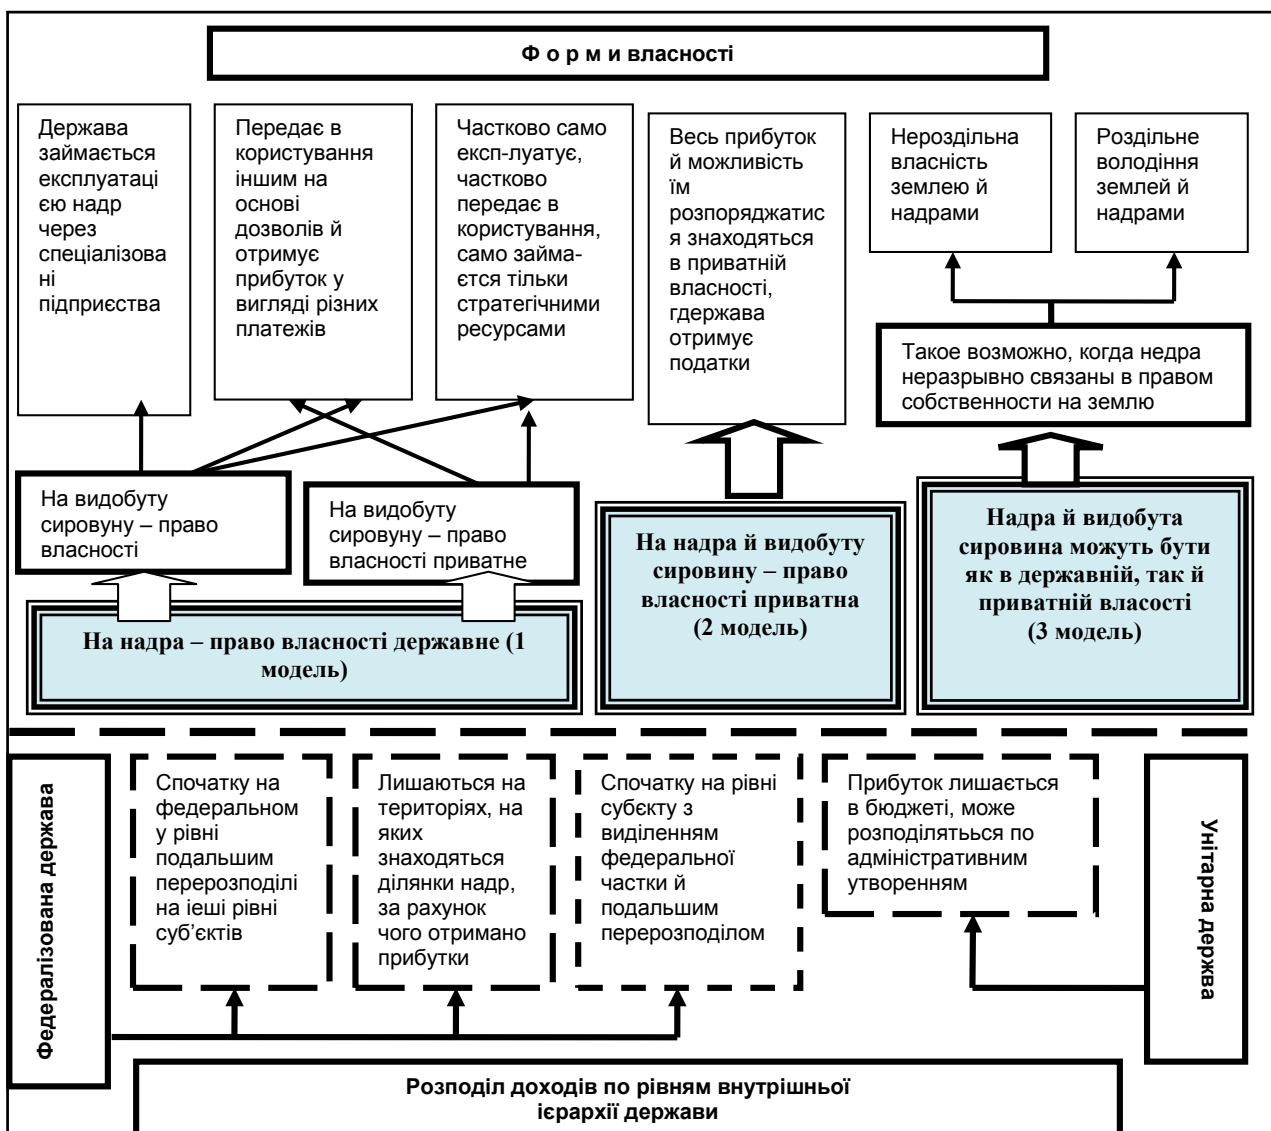 Ф о р м и власності
Держава
займається
експлуатаці
єю надр
через
спеціалізова
ні
підприєства
Передає в
користування
іншим на
основі
дозволів й
отримує
прибуток у
вигляді різних
платежів
Частково само
експ-луатує,
частково
передає в
користування,
само займа-
єтся тільки
стратегічними
ресурсами
Весь прибуток
й можливість
їм
розпоряджатис
я знаходяться
в приватній
власності,
гдержава
отримує
податки
Нероздільна
власність
землею й
надрами
Роздільне
володіння
землей й
надрами
Такое возможно, когда недра
неразрывно связаны в правом
собственности на землю
На видобуту
сировуну – право
власності
На видобуту
сировуну – право
власності приватне
На надра й видобуту
сировину – право
власності приватна
(2 модель)
Надра й видобута
сировина можуть бути
як в державній, так й
приватній власості
(3 модель)
На надра – право власності державне (1
модель)
Федералізована держава
Спочатку на
федеральном
у рівні
подальшим
перерозподілі
на іеші рівні
суб’єктів
Лишаються на
територіях, на
яких
знаходяться
ділянки надр,
за рахунок
чого отримано
прибутки
Спочатку на рівні
субєкту з
виділенням
федеральної
частки й
подальшим
перерозподілом
Прибуток лишається
в бюджеті, може
розподілятьься по
адміністративним
утворенням
Унітарна держва
Розподіл доходів по рівням внутрішньої
ієрархії держави